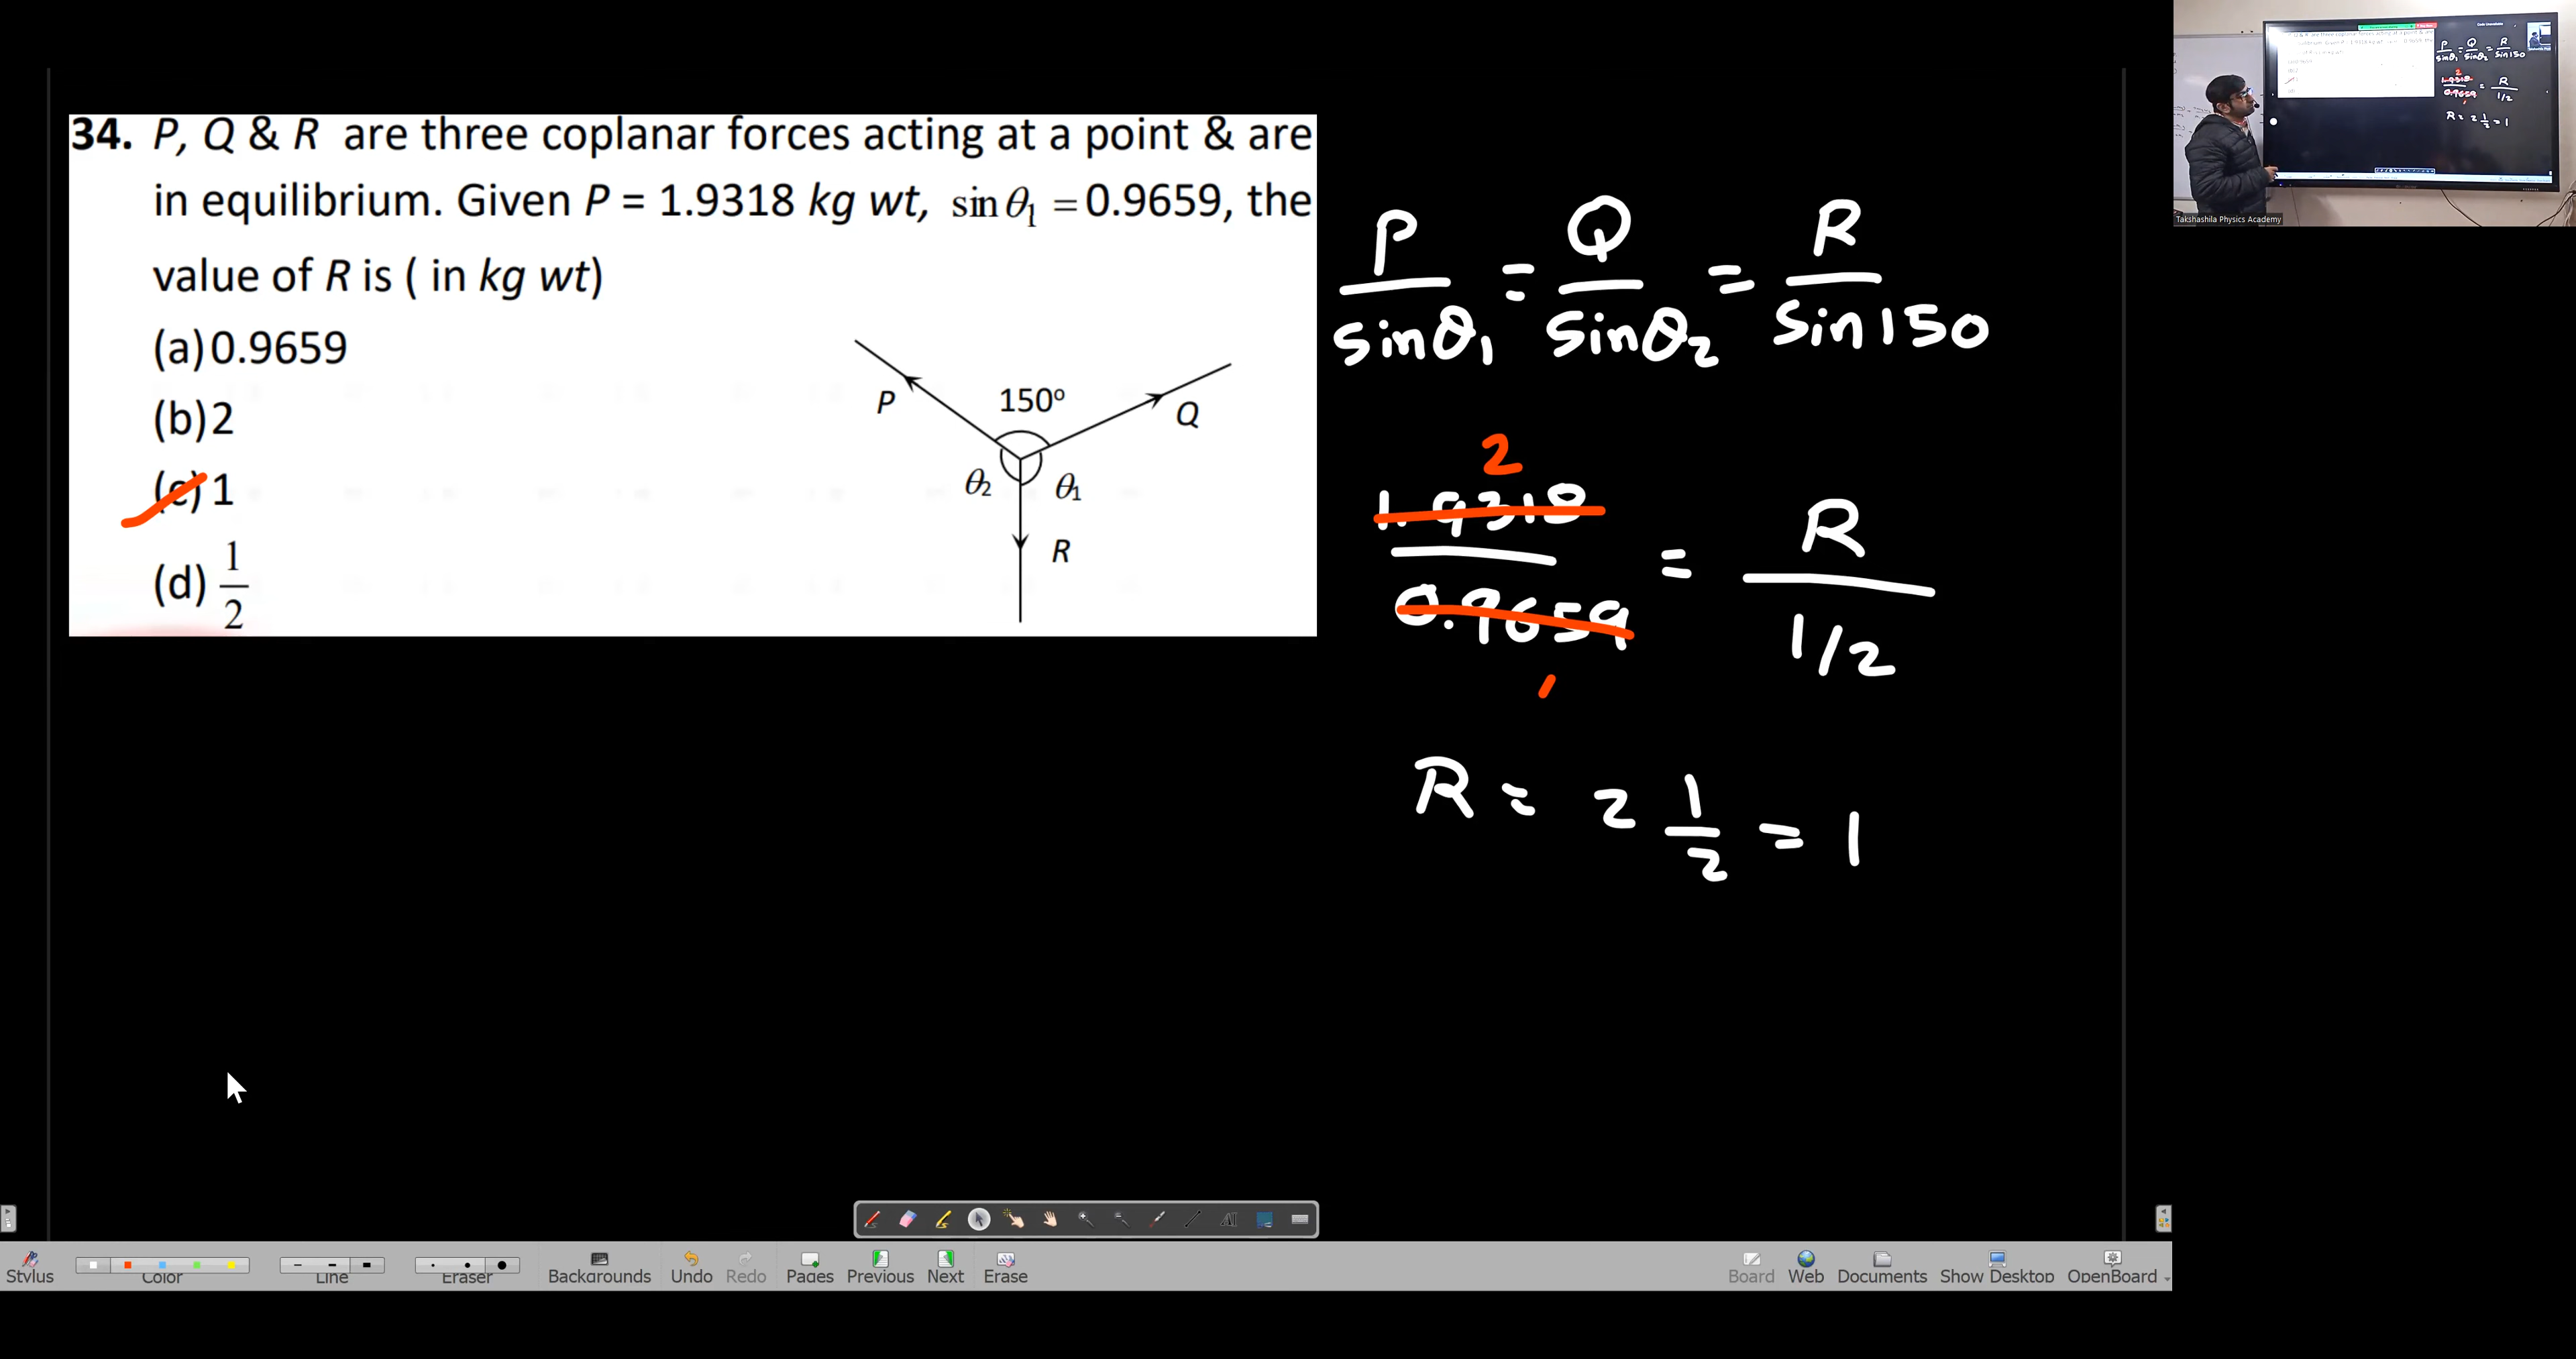 34. P, Q & R are three coplanar forces acting at a point & are
in equilibrium. Given P = 1.9318 kg wt, sin θ₁ = 0.9659, the
value of R is ( in kg wt)
(a) 0.9659
(b) 2
(c) 1
(d) 1/2
P
150º
Q
θ₂
θ₁
R
P/sinθ₁ = Q/sinθ₂ = R/sin150
2
1.9318/0.9659 = R/1/2
1
R = 2 1/2 = 1
Takshashila Physics Academy
Stylus
Color
Line
Eraser
Backgrounds
Undo
Redo
Pages
Previous
Next
Erase
Board
Web
Documents
Show Desktop
OpenBoard